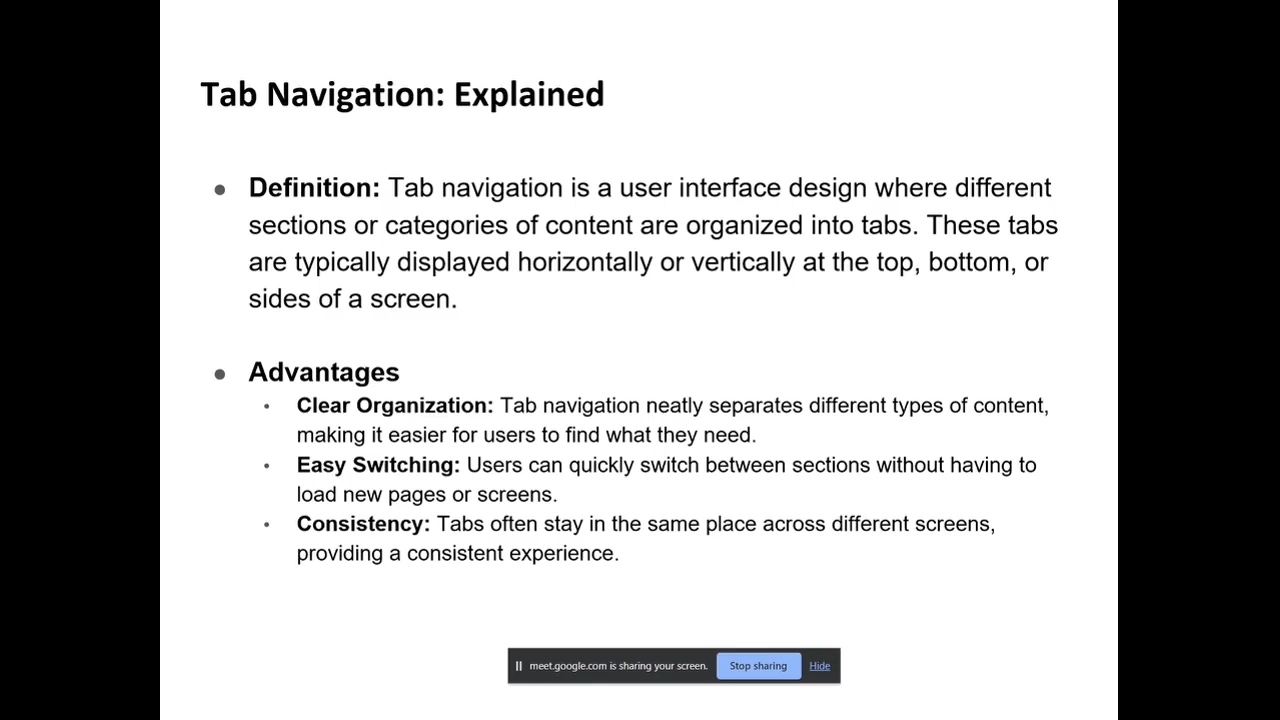 Tab Navigation: Explained
● Definition: Tab navigation is a user interface design where different
sections or categories of content are organized into tabs. These tabs
are typically displayed horizontally or vertically at the top, bottom, or
sides of a screen.
● Advantages
• Clear Organization: Tab navigation neatly separates different types of content,
making it easier for users to find what they need.
• Easy Switching: Users can quickly switch between sections without having to
load new pages or screens.
• Consistency: Tabs often stay in the same place across different screens,
providing a consistent experience.
meet.google.com is sharing your screen. Stop sharing Hide